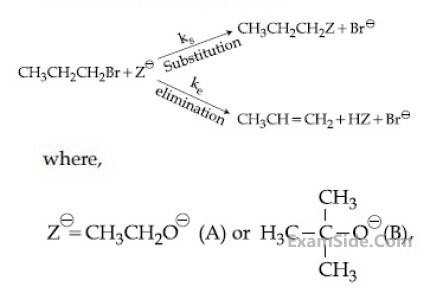 CH₃CH₂CH₂Z + Br⊖
kₛ
Substitution
CH₃CH₂CH₂Br + Z⊖
kₑ
elimination
CH₃CH=CH₂ + HZ + Br⊖
where,
CH₃
Z⊖ = CH₃CH₂O⊖ (A) or H₃C–C–O⊖(B),
ExamSide.Com
CH₃